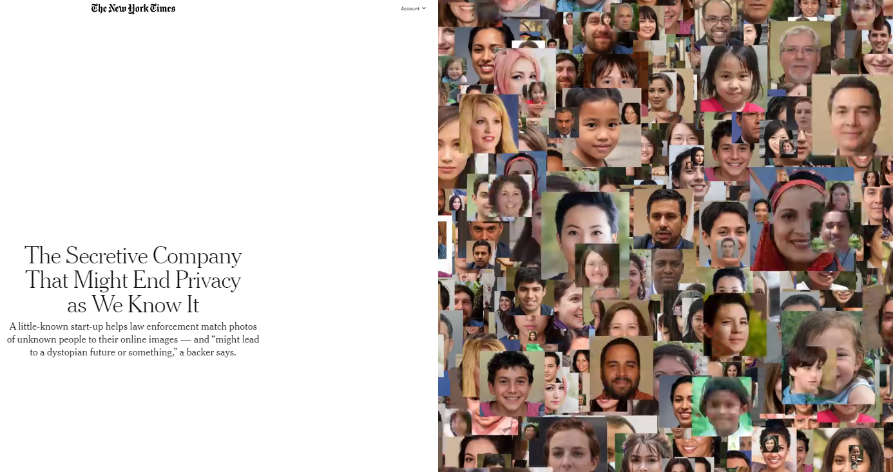 The New York Times
Account
The Secretive Company
That Might End Privacy
as We Know It
A little-known start-up helps law enforcement match photos
of unknown people to their online images — and “might lead
to a dystopian future or something,” a backer says.